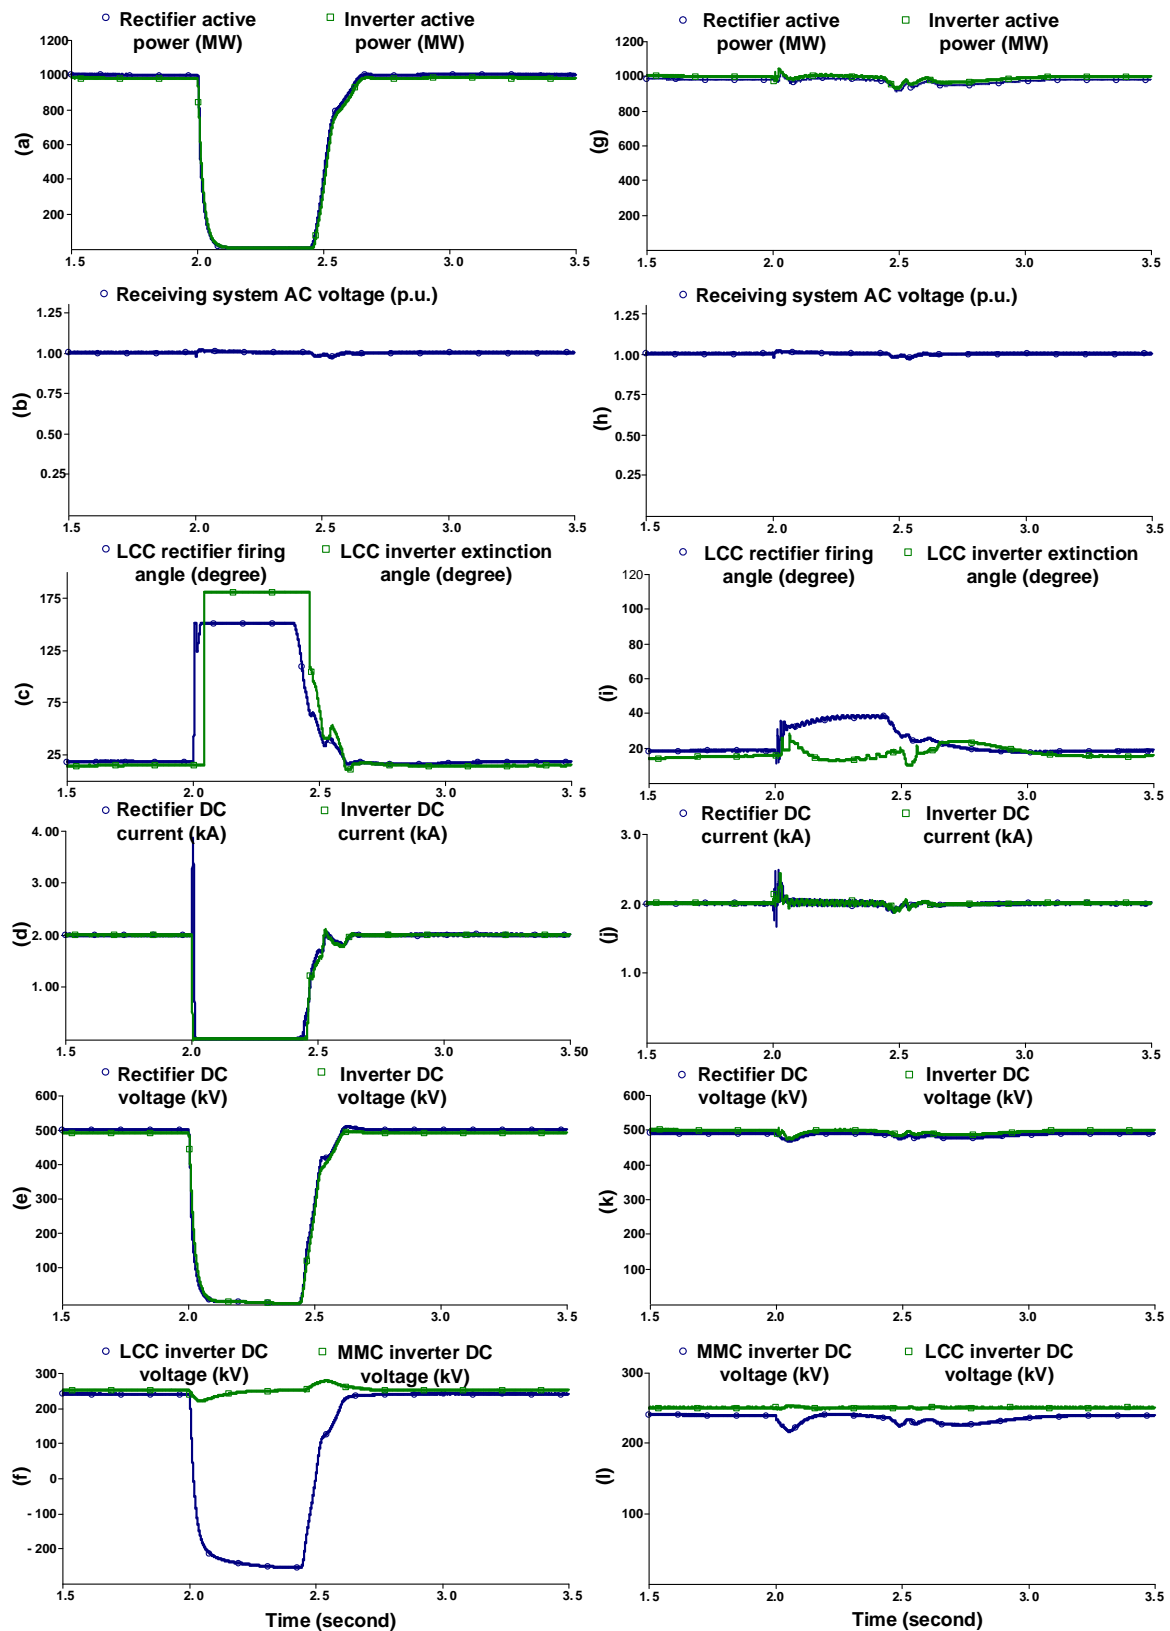 Rectifier active power (MW)
Inverter active power (MW)
1200
1000
800
600
400
200
(a)
1.5 2.0 2.5 3.0 3.5
Receiving system AC voltage (p.u.)
1.25
1.00
0.75
0.50
0.25
(b)
1.5 2.0 2.5 3.0 3.5
LCC rectifier firing angle (degree)
LCC inverter extinction angle (degree)
175
125
75
25
(c)
1.5 2.0 2.5 3.0 3.5
Rectifier DC current (kA)
Inverter DC current (kA)
4.00
3.00
2.00
1.00
(d)
1.5 2.0 2.5 3.0 3.50
Rectifier DC voltage (kV)
Inverter DC voltage (kV)
600
500
400
300
200
100
(e)
1.5 2.0 2.5 3.0 3.5
LCC inverter DC voltage (kV)
MMC inverter DC voltage (kV)
300
200
100
0
- 100
- 200
(f)
1.5 2.0 2.5 3.0 3.5
Time (second)
Rectifier active power (MW)
Inverter active power (MW)
1200
1000
800
600
400
200
(g)
1.5 2.0 2.5 3.0 3.5
Receiving system AC voltage (p.u.)
1.25
1.00
0.75
0.50
0.25
(h)
1.5 2.0 2.5 3.0 3.5
LCC rectifier firing angle (degree)
LCC inverter extinction angle (degree)
120
100
80
60
40
20
(i)
1.5 2.0 2.5 3.0 3.5
Rectifier DC current (kA)
Inverter DC current (kA)
3.0
2.0
1.0
(j)
1.5 2.0 2.5 3.0 3.5
Rectifier DC voltage (kV)
Inverter DC voltage (kV)
600
500
400
300
200
100
(k)
1.5 2.0 2.5 3.0 3.5
MMC inverter DC voltage (kV)
LCC inverter DC voltage (kV)
300
200
100
(l)
1.5 2.0 2.5 3.0 3.5
Time (second)